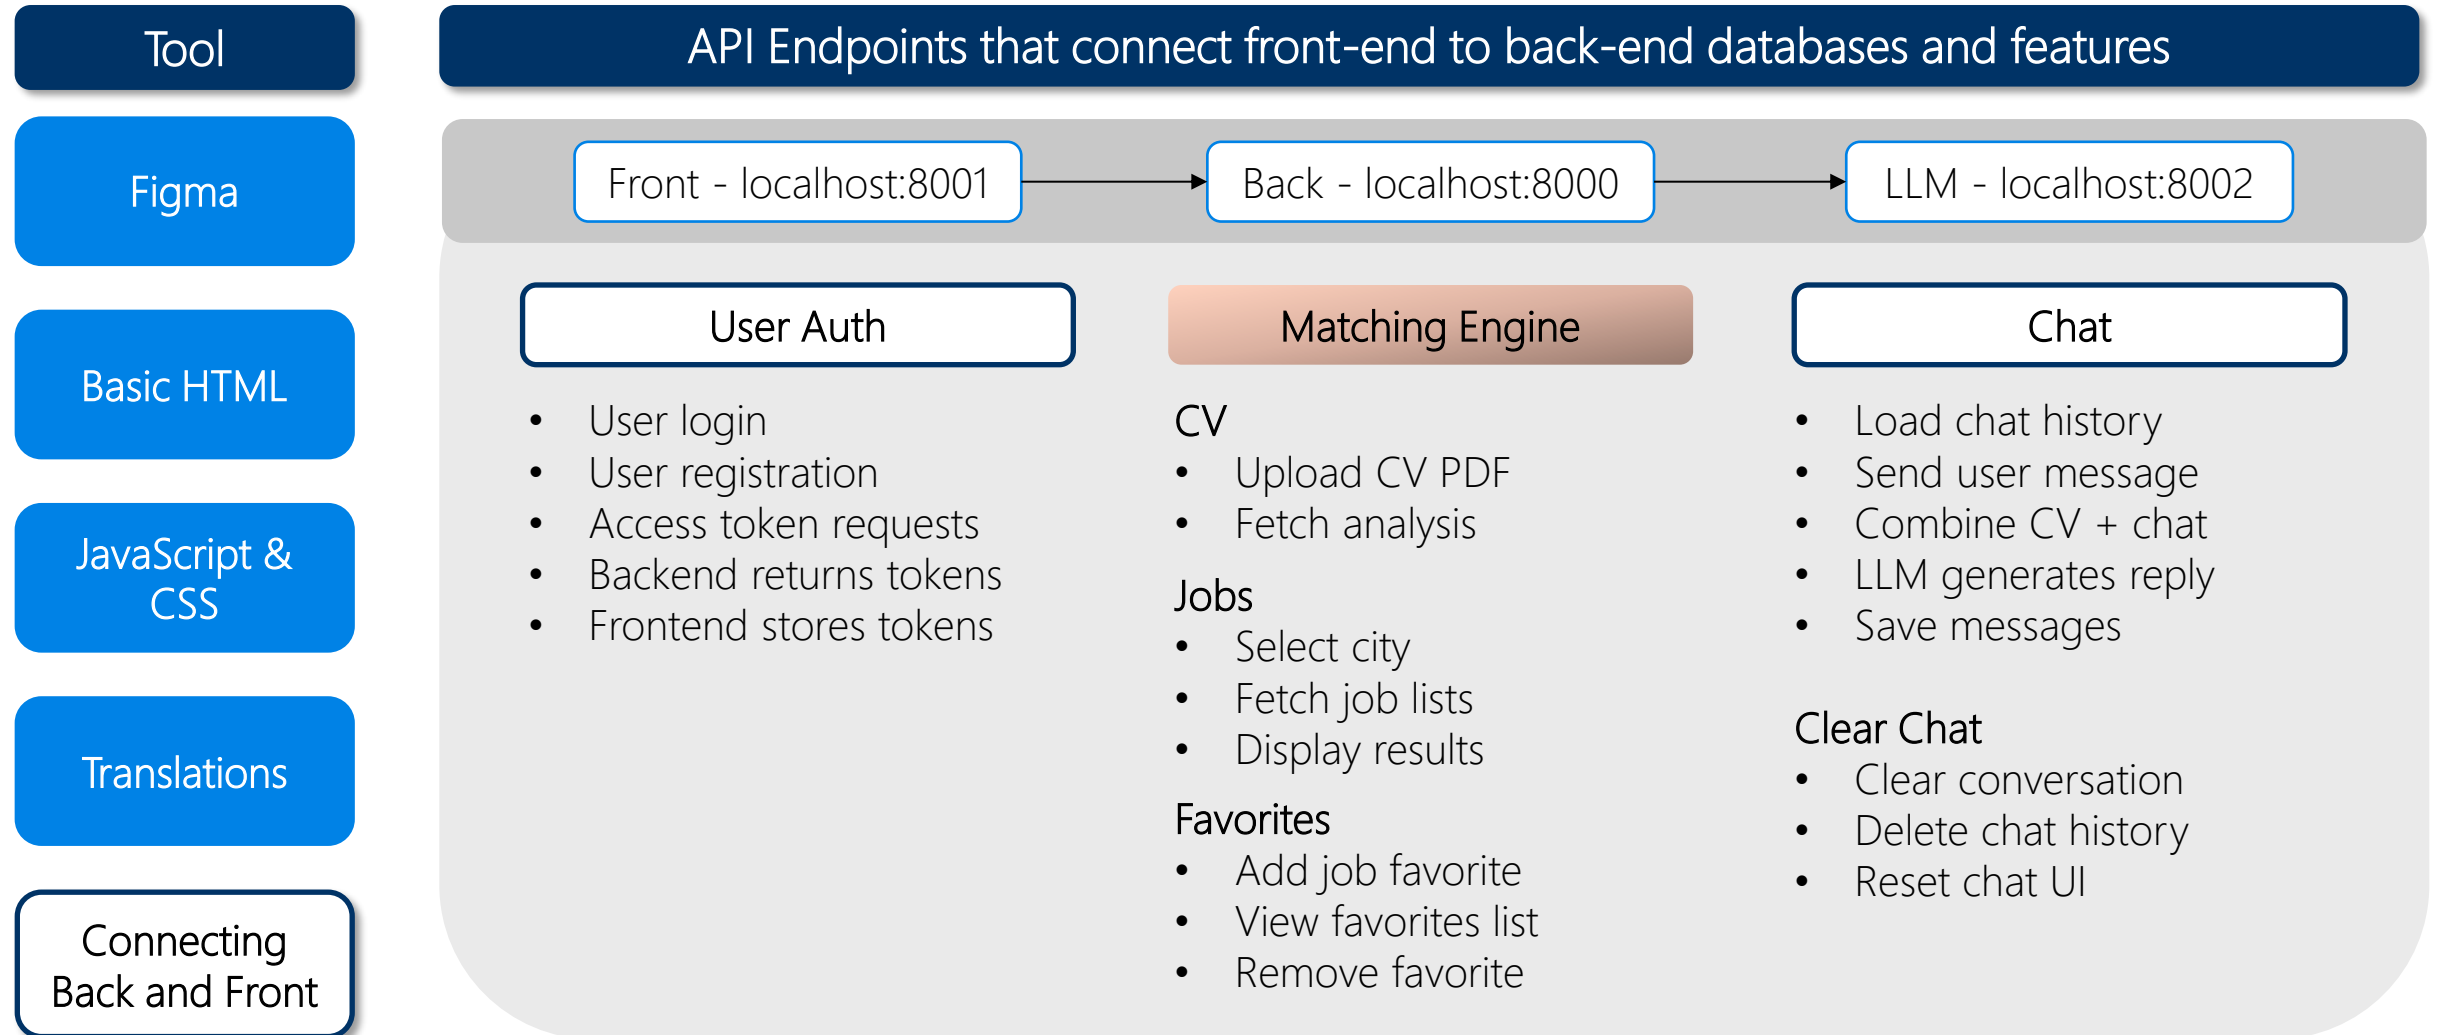 Tool
Figma
Basic HTML
JavaScript &
CSS
Translations
Connecting
Back and Front
API Endpoints that connect front-end to back-end databases and features
Front - localhost:8001
Back - localhost:8000
LLM - localhost:8002
User Auth
• User login
• User registration
• Access token requests
• Backend returns tokens
• Frontend stores tokens
Matching Engine
CV
• Upload CV PDF
• Fetch analysis
Jobs
• Select city
• Fetch job lists
• Display results
Favorites
• Add job favorite
• View favorites list
• Remove favorite
Chat
• Load chat history
• Send user message
• Combine CV + chat
• LLM generates reply
• Save messages
Clear Chat
• Clear conversation
• Delete chat history
• Reset chat UI